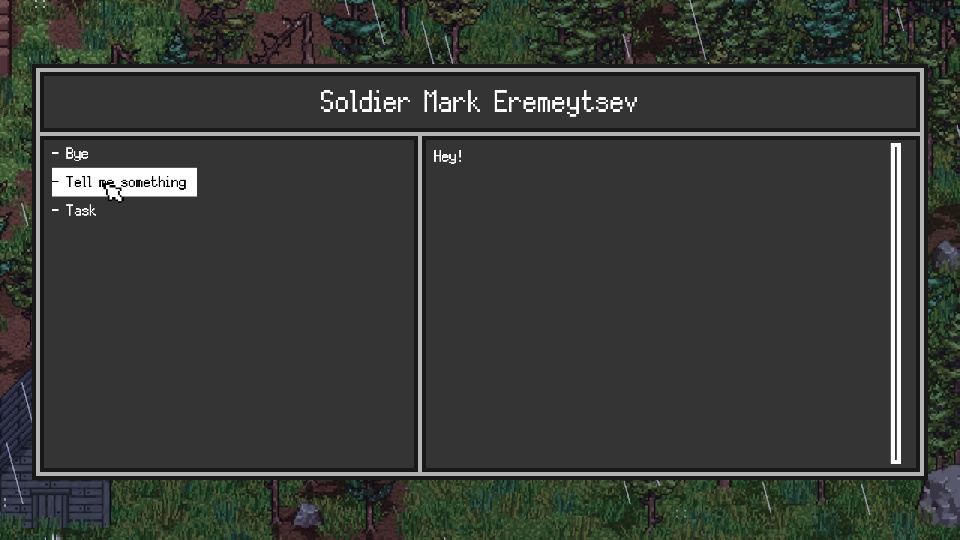 Soldier Mark Eremeytsev
- Bye
- Tell me something
- Task
Hey!